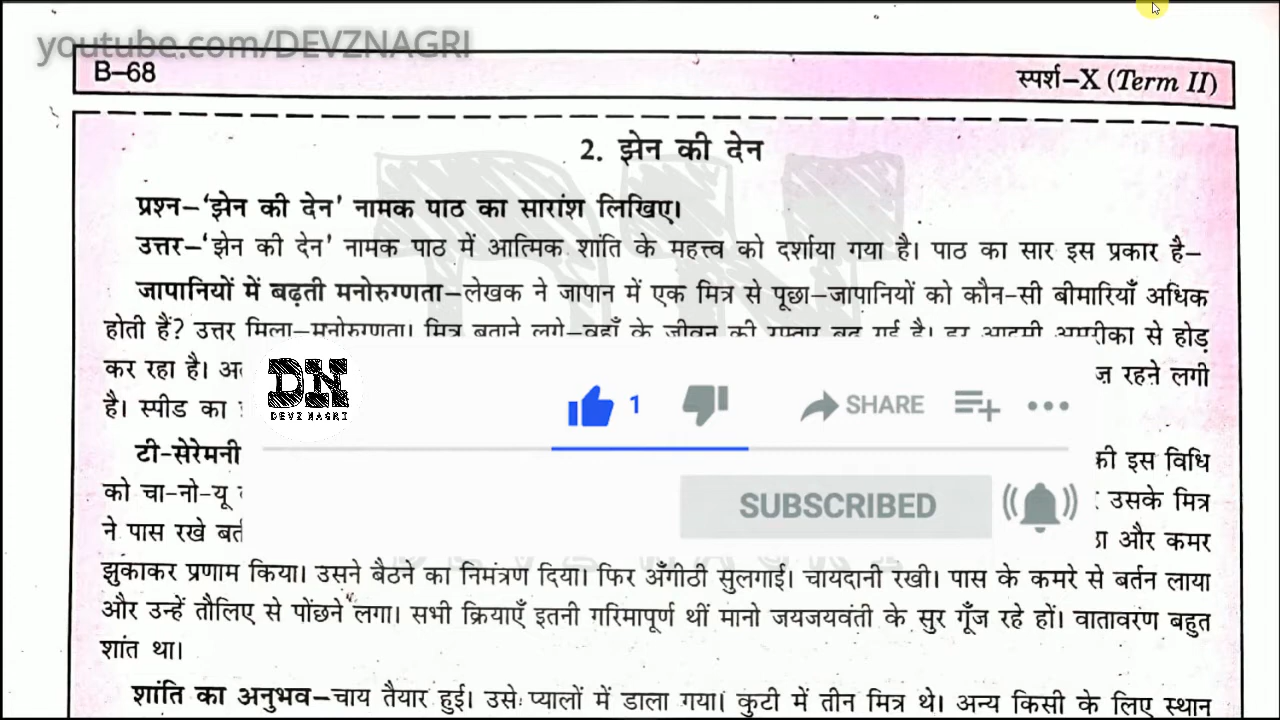 youtube.com/DEVZNAGRI
B–68
स्पर्श–X (Term II)
2. झेन की देन
प्रश्न–'झेन की देन' नामक पाठ का सारांश लिखिए।
उत्तर–'झेन की देन' नामक पाठ में आत्मिक शांति के महत्त्व को दर्शाया गया है। पाठ का सार इस प्रकार है–
जापानियों में बढ़ती मनोरुग्णता–लेखक ने जापान में एक मित्र से पूछा–जापानियों को कौन-सी बीमारियाँ अधिक
होती हैं? उत्तर मिला–मनोरुग्णता। मित्र बताने लगे–वहाँ के जीवन की रफ्तार बढ़ गई है। हर आदमी अमरीका से होड़
कर रहा है। रहने लगी
है। स्पीड का
DN
DEVZ NAGRI
1
SHARE
टी-सेरेमनी इस विधि
को चा-नो-यू उसके मित्र
SUBSCRIBED
ने पास रखे और कमर
झुकाकर प्रणाम किया। उसने बैठने का निमंत्रण दिया। फिर अँगीठी सुलगाई। चायदानी रखी। पास के कमरे से बर्तन लाया
और उन्हें तौलिए से पोंछने लगा। सभी क्रियाएँ इतनी गरिमापूर्ण थीं मानो जयजयवंती के सुर गूँज रहे हों। वातावरण बहुत
शांत था।
शांति का अनुभव–चाय तैयार हुई। उसे प्यालों में डाला गया। कुटी में तीन मित्र थे। अन्य किसी के लिए स्थान